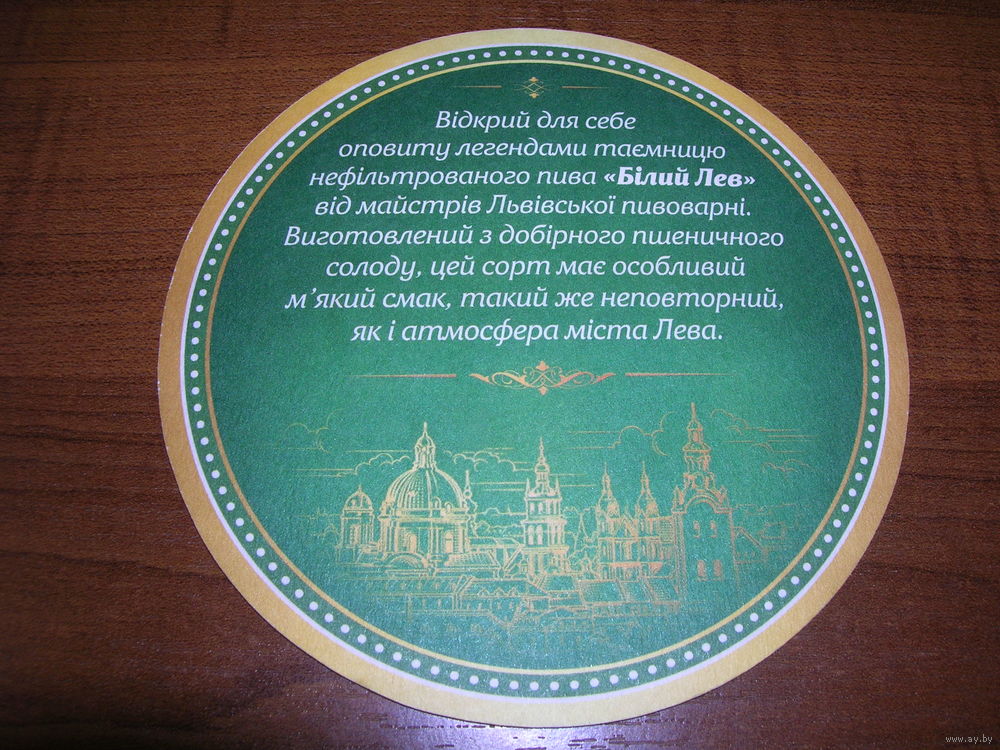 Відкрий для себе
оповиту легендами таємницю
нефільтрованого пива «Білий Лев»
від майстрів Львівської пивоварні.
Виготовлений з добірного пшеничного
солоду, цей сорт має особливий
м’який смак, такий же неповторний,
як і атмосфера міста Лева.
www.ay.by